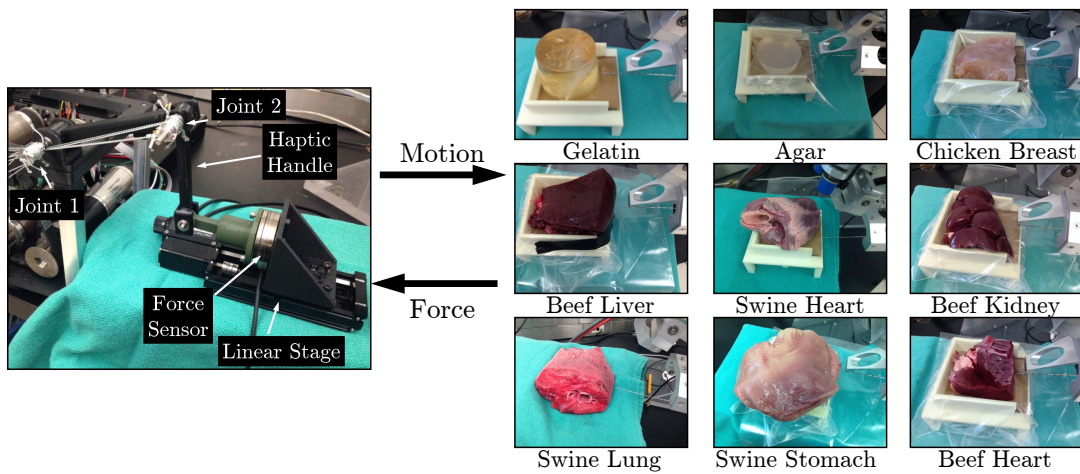 Joint 2
Haptic
Handle
Joint 1
Force
Sensor
Linear Stage
Motion
Force
Gelatin
Agar
Chicken Breast
Beef Liver
Swine Heart
Beef Kidney
Swine Lung
Swine Stomach
Beef Heart